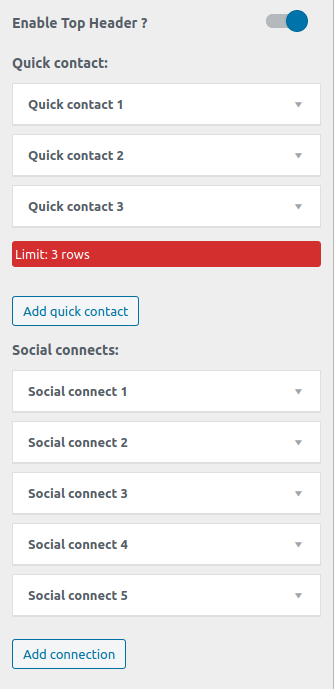 Enable Top Header ?
Quick contact:
Quick contact 1
Quick contact 2
Quick contact 3
Limit: 3 rows
Add quick contact
Social connects:
Social connect 1
Social connect 2
Social connect 3
Social connect 4
Social connect 5
Add connection